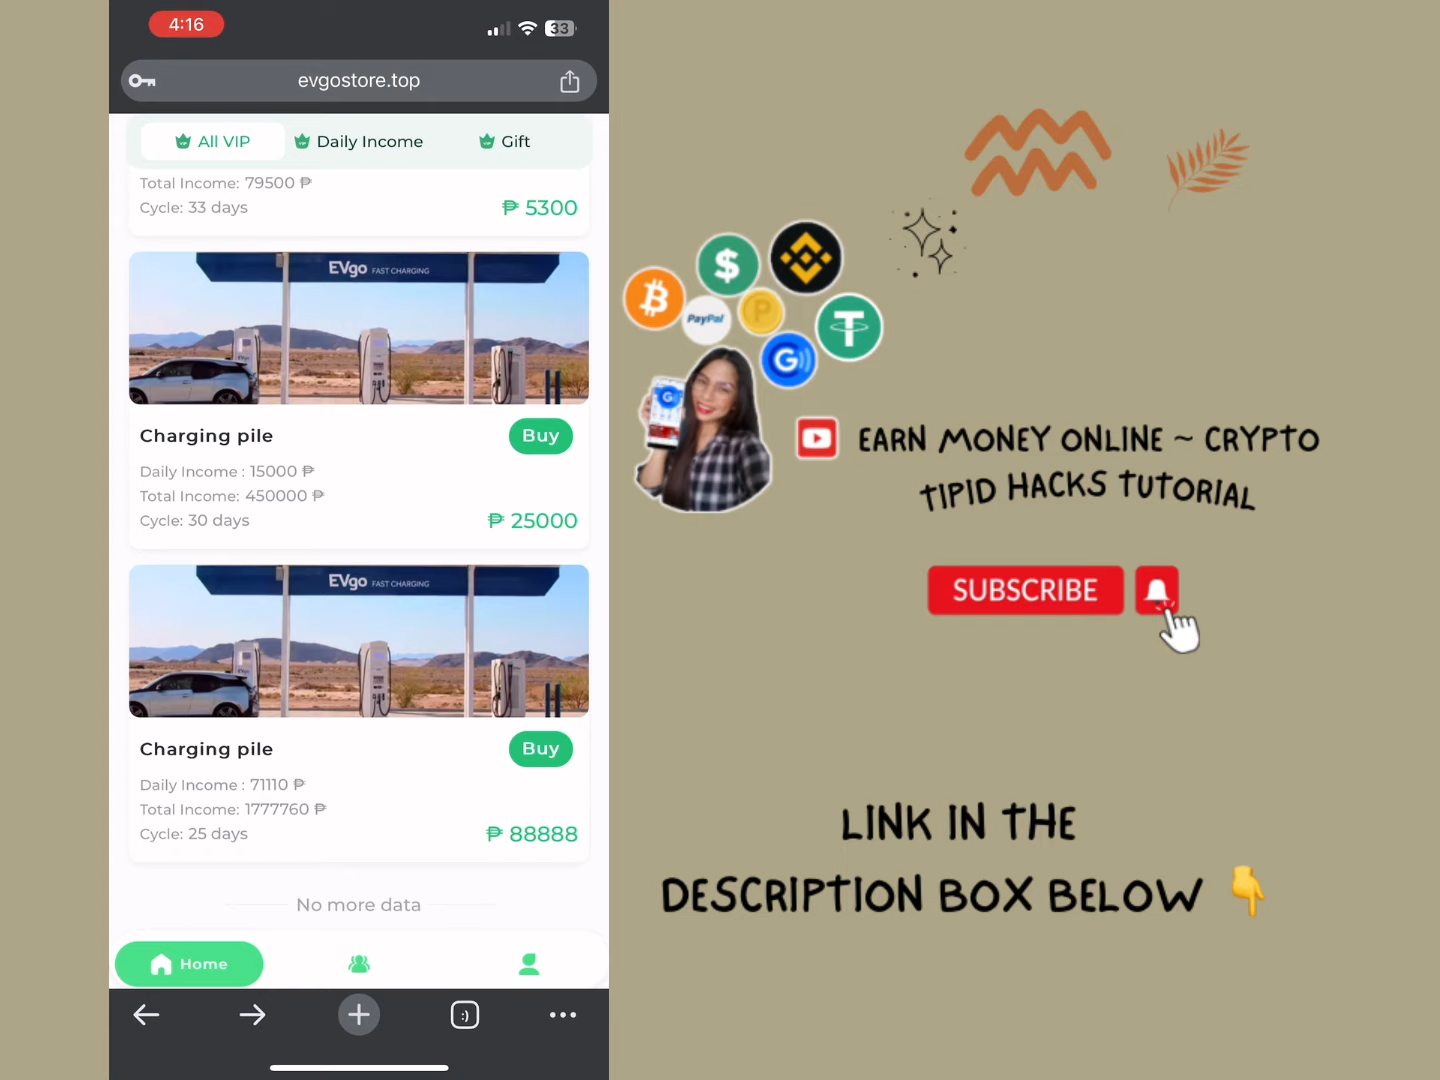 4:16
33
evgostore.top
All VIP
Daily Income
Gift
Total Income: 79500 ₱
Cycle: 33 days
₱ 5300
EVgo FAST CHARGING
Charging pile
Buy
Daily Income : 15000 ₱
Total Income: 450000 ₱
Cycle: 30 days
₱ 25000
EVgo FAST CHARGING
Charging pile
Buy
Daily Income : 71110 ₱
Total Income: 1777760 ₱
Cycle: 25 days
₱ 88888
No more data
Home
:)
PayPal
P
G
EARN MONEY ONLINE ~ CRYPTO
TIPID HACKS TUTORIAL
SUBSCRIBE
LINK IN THE
DESCRIPTION BOX BELOW 👇